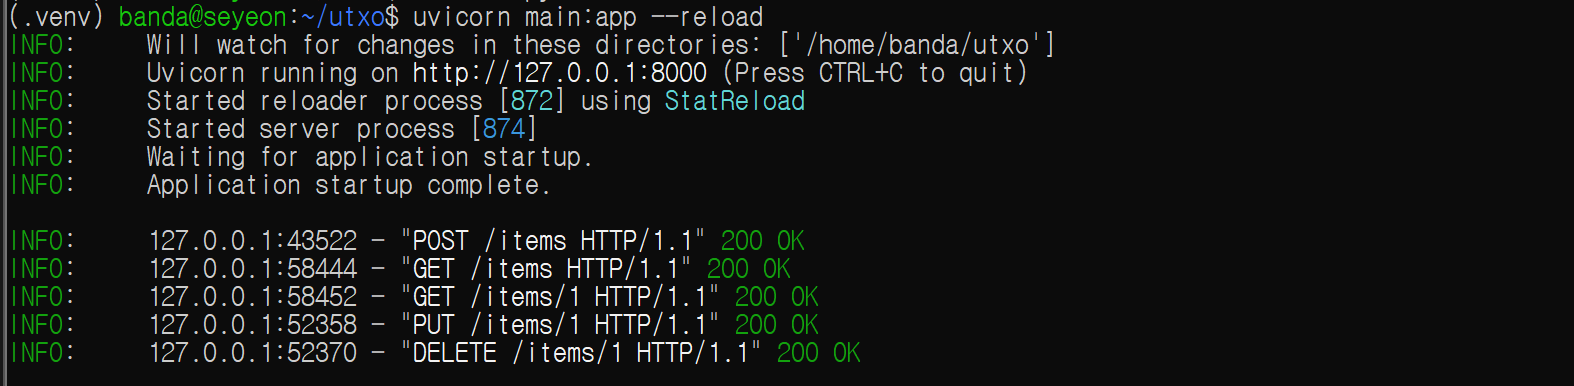 (.venv) banda@seyeon:~/utxo$ uvicorn main:app --reload
INFO:     Will watch for changes in these directories: ['/home/banda/utxo']
INFO:     Uvicorn running on http://127.0.0.1:8000 (Press CTRL+C to quit)
INFO:     Started reloader process [872] using StatReload
INFO:     Started server process [874]
INFO:     Waiting for application startup.
INFO:     Application startup complete.
INFO:     127.0.0.1:43522 - "POST /items HTTP/1.1" 200 OK
INFO:     127.0.0.1:58444 - "GET /items HTTP/1.1" 200 OK
INFO:     127.0.0.1:58452 - "GET /items/1 HTTP/1.1" 200 OK
INFO:     127.0.0.1:52358 - "PUT /items/1 HTTP/1.1" 200 OK
INFO:     127.0.0.1:52370 - "DELETE /items/1 HTTP/1.1" 200 OK